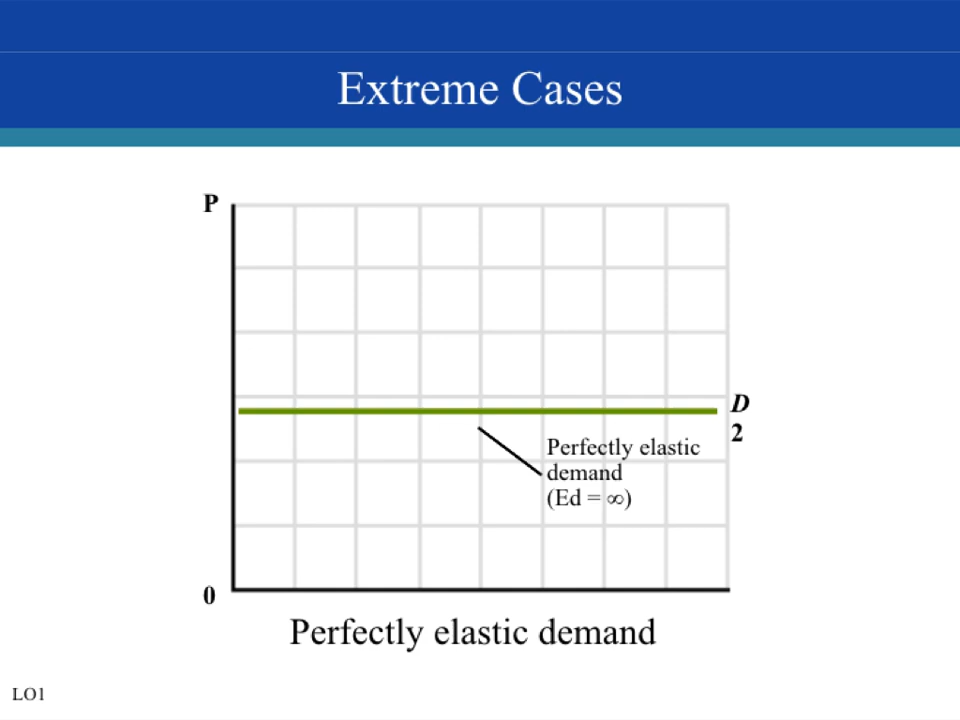 Extreme Cases
P
D
2
Perfectly elastic
demand
(Ed = ∞)
0
Perfectly elastic demand
LO1